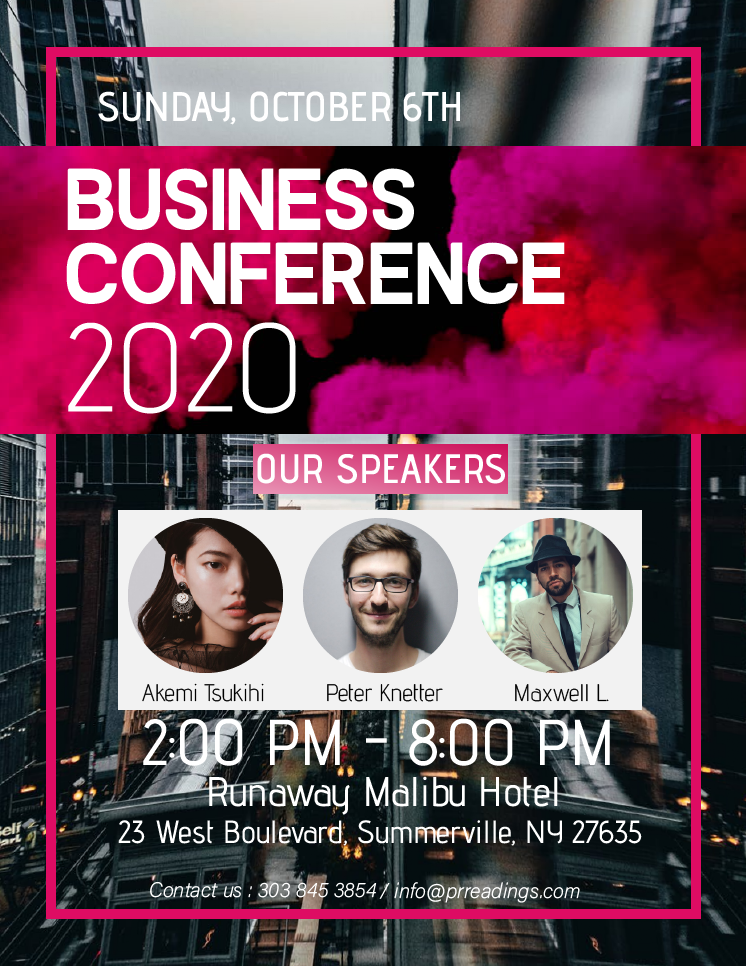 SUNDAY, OCTOBER 6TH
BUSINESS
CONFERENCE
2020
OUR SPEAKERS
Akemi Tsukihi
Peter Knetter
Maxwell L.
2:00 PM - 8:00 PM
Runaway Malibu Hotel
23 West Boulevard, Summerville, NY 27635
Contact us : 303 845 3854 / info@prreadings.com